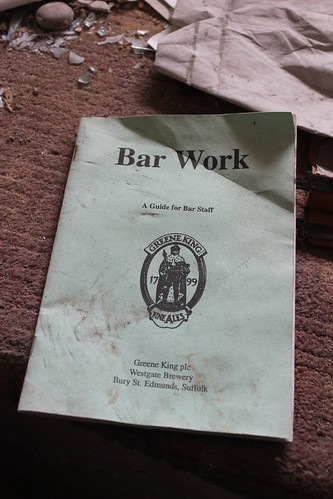 Bar Work
A Guide for Bar Staff
GREENE KING
17 99
FINE ALES
Greene King plc
Westgate Brewery
Bury St. Edmunds, Suffolk